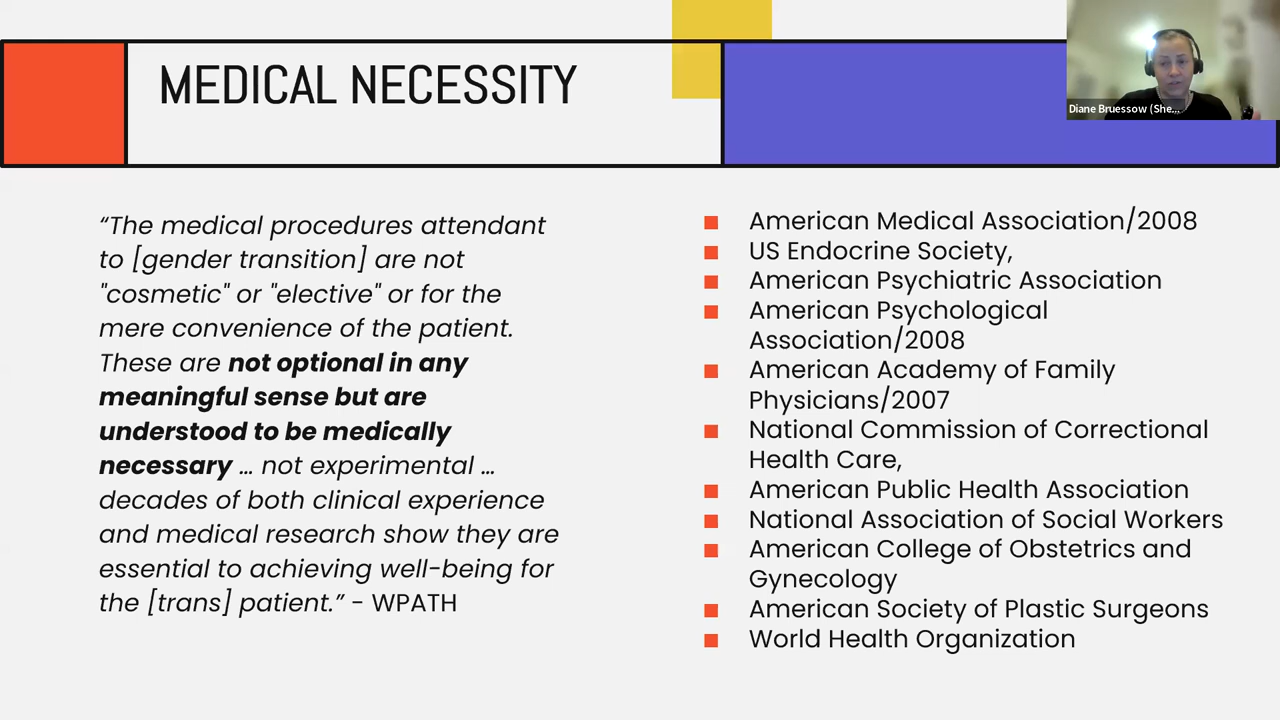 MEDICAL NECESSITY
Diane Bruessow (She...
“The medical procedures attendant
to [gender transition] are not
"cosmetic" or "elective" or for the
mere convenience of the patient.
These are not optional in any
meaningful sense but are
understood to be medically
necessary … not experimental …
decades of both clinical experience
and medical research show they are
essential to achieving well-being for
the [trans] patient.” - WPATH
American Medical Association/2008
US Endocrine Society,
American Psychiatric Association
American Psychological
Association/2008
American Academy of Family
Physicians/2007
National Commission of Correctional
Health Care,
American Public Health Association
National Association of Social Workers
American College of Obstetrics and
Gynecology
American Society of Plastic Surgeons
World Health Organization